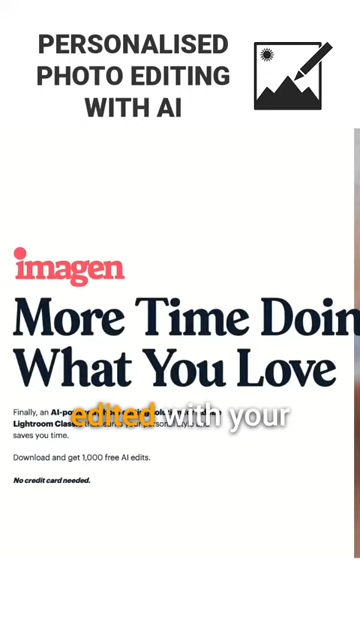 PERSONALISED
PHOTO EDITING
WITH AI
imagen
More Time Doin
What You Love
Finally, an AI-po
Lightroom Class
saves you time.
edited with your
Download and get 1,000 free AI edits.
No credit card needed.